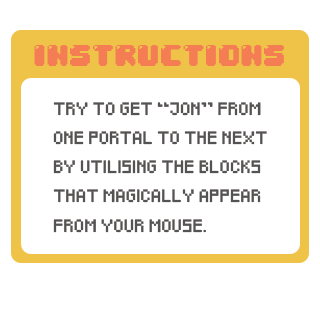 INSTRUCTIONS
TRY TO GET “JON” FROM
ONE PORTAL TO THE NEXT
BY UTILISING THE BLOCKS
THAT MAGICALLY APPEAR
FROM YOUR MOUSE.